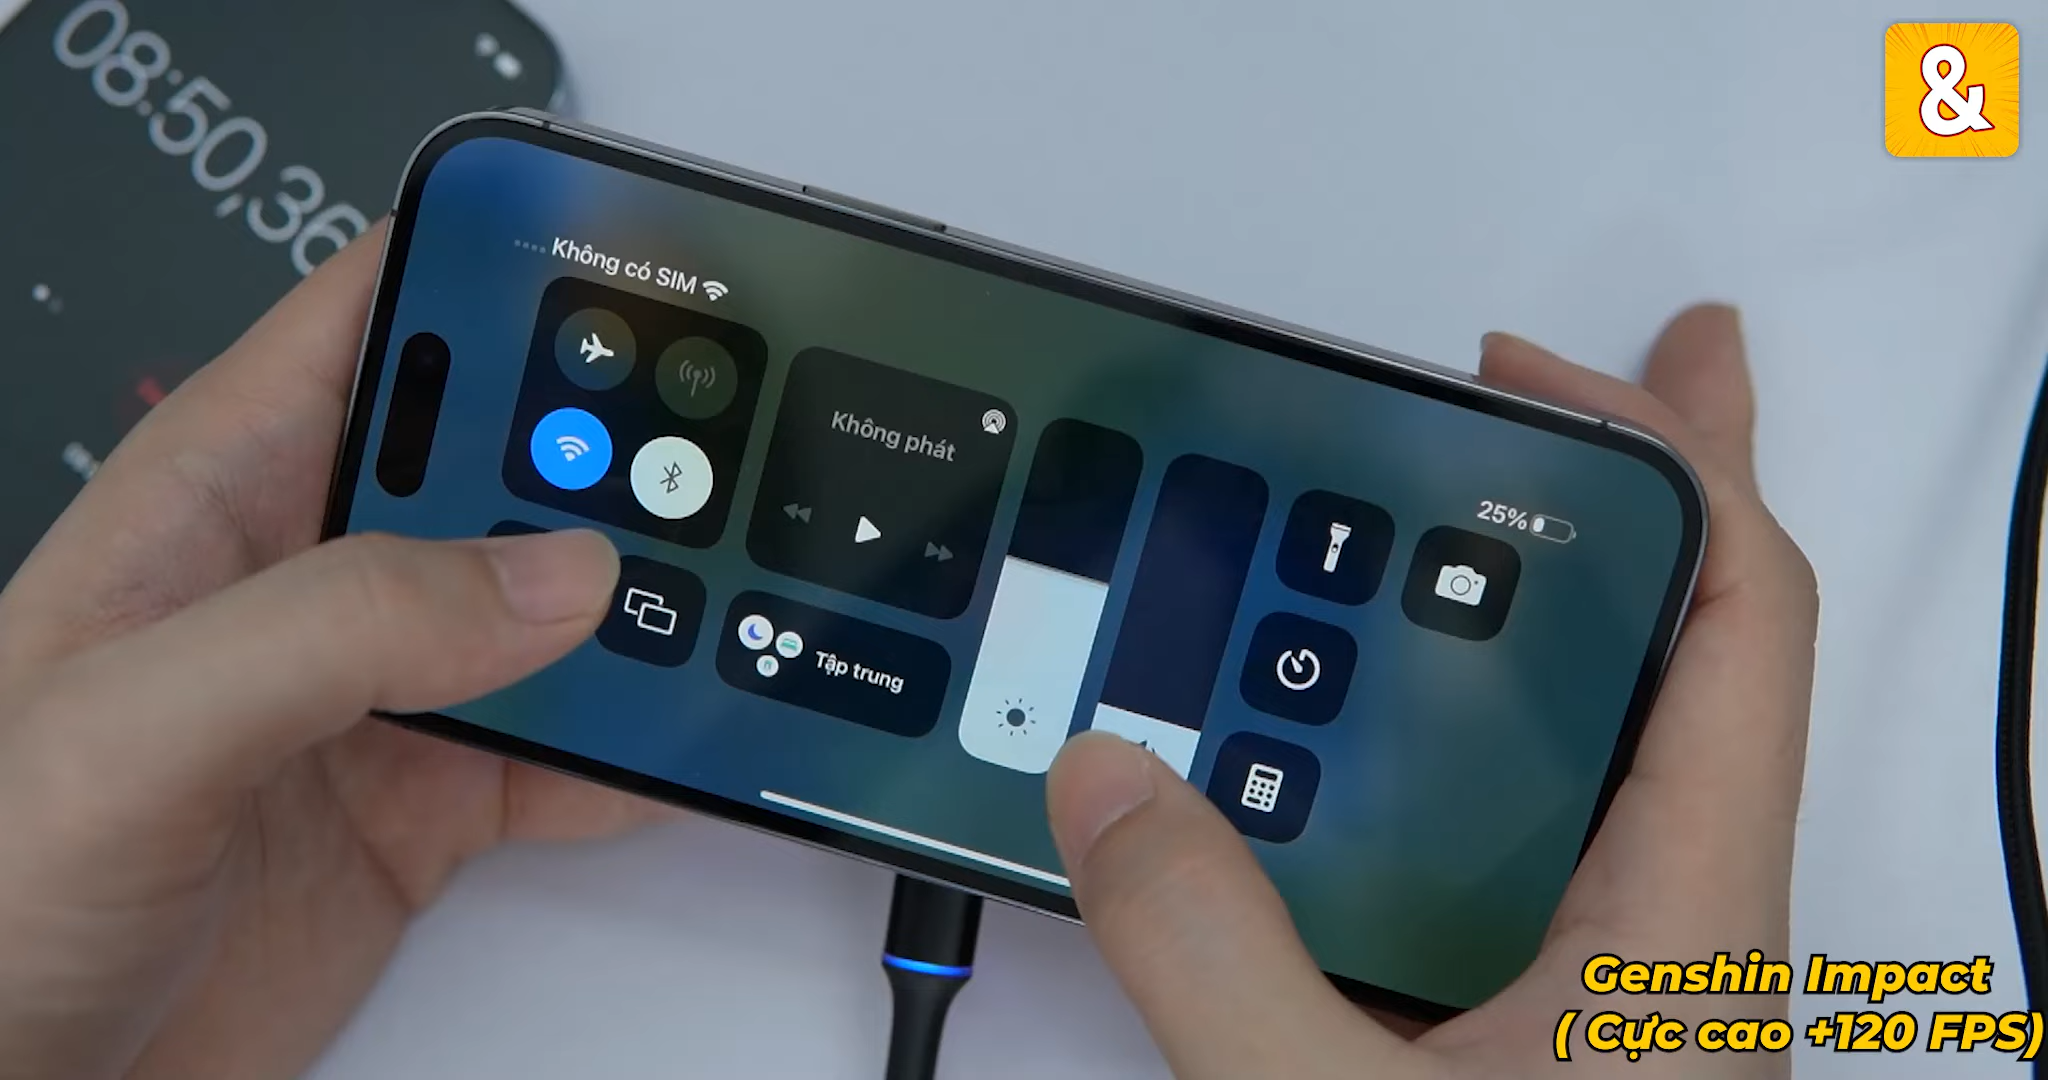 08:50,36
Không có SIM
Không phát
25%
Tập trung
&
Genshin Impact
( Cực cao +120 FPS)